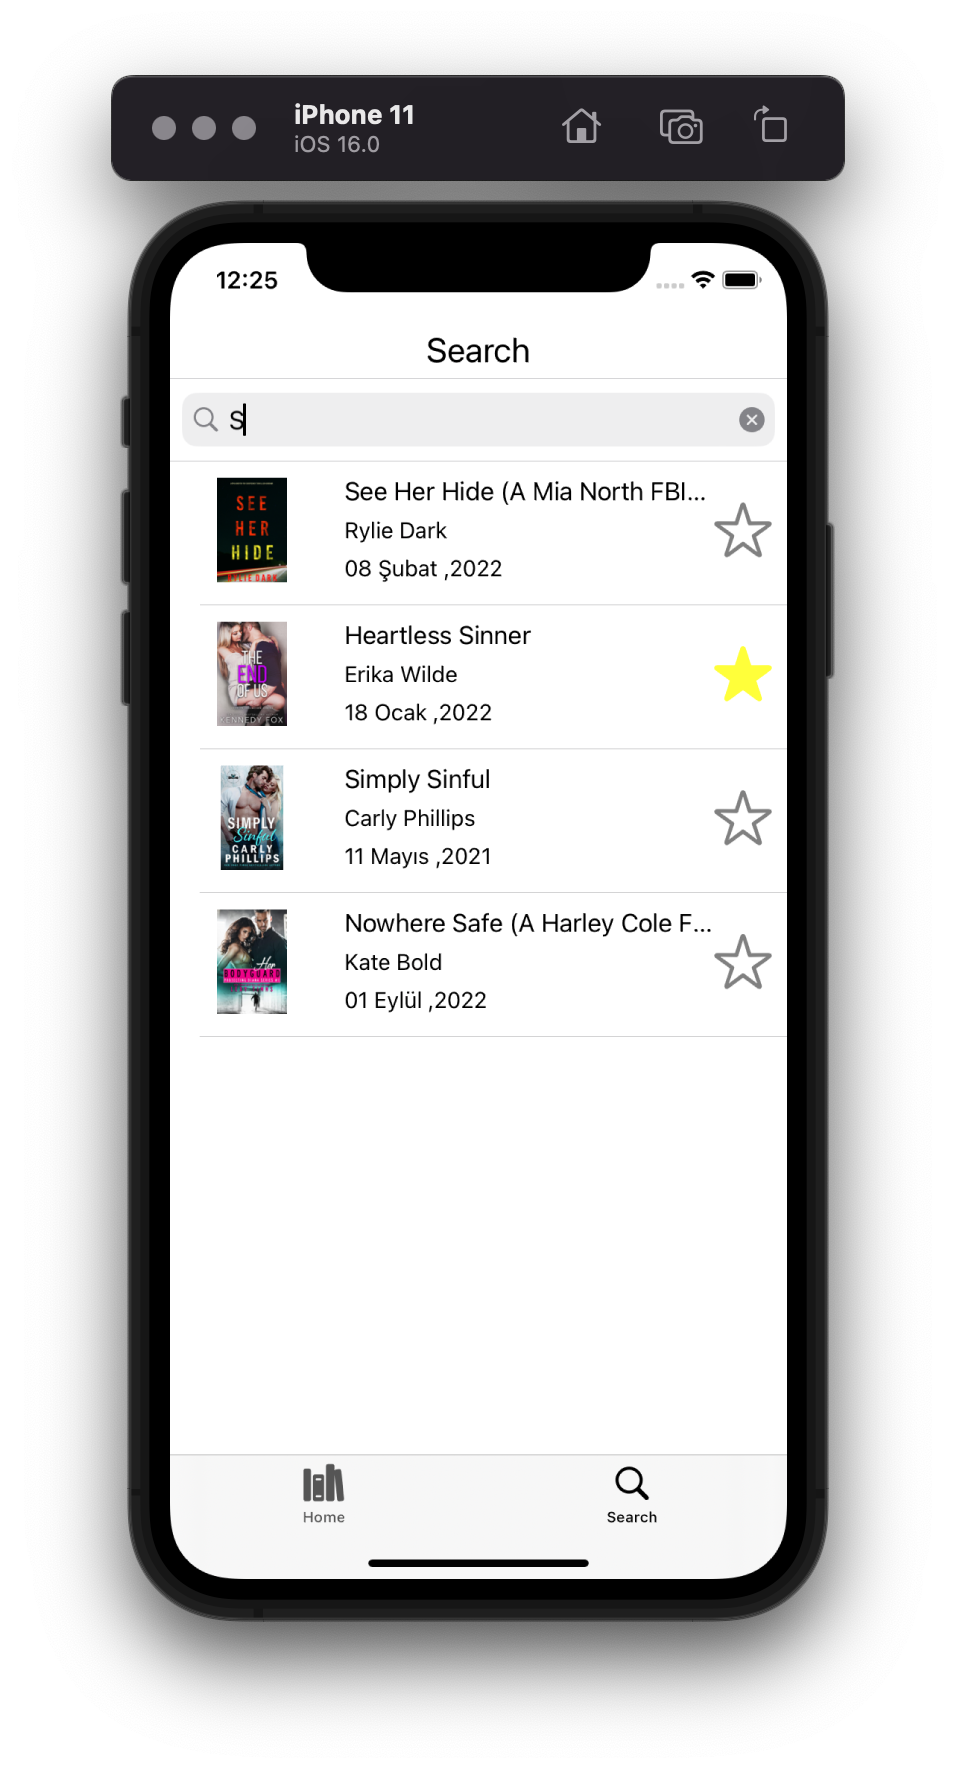 iPhone 11
iOS 16.0
12:25
Search
S
SEE
HER
HIDE
RYLIE DARK
See Her Hide (A Mia North FBI...
Rylie Dark
08 Şubat ,2022
THE
END
OF US
KENNEDY FOX
Heartless Sinner
Erika Wilde
18 Ocak ,2022
SIMPLY
Sinful
CARLY
PHILLIPS
Simply Sinful
Carly Phillips
11 Mayıs ,2021
Her
BODYGUARD
Nowhere Safe (A Harley Cole F...
Kate Bold
01 Eylül ,2022
Home
Search